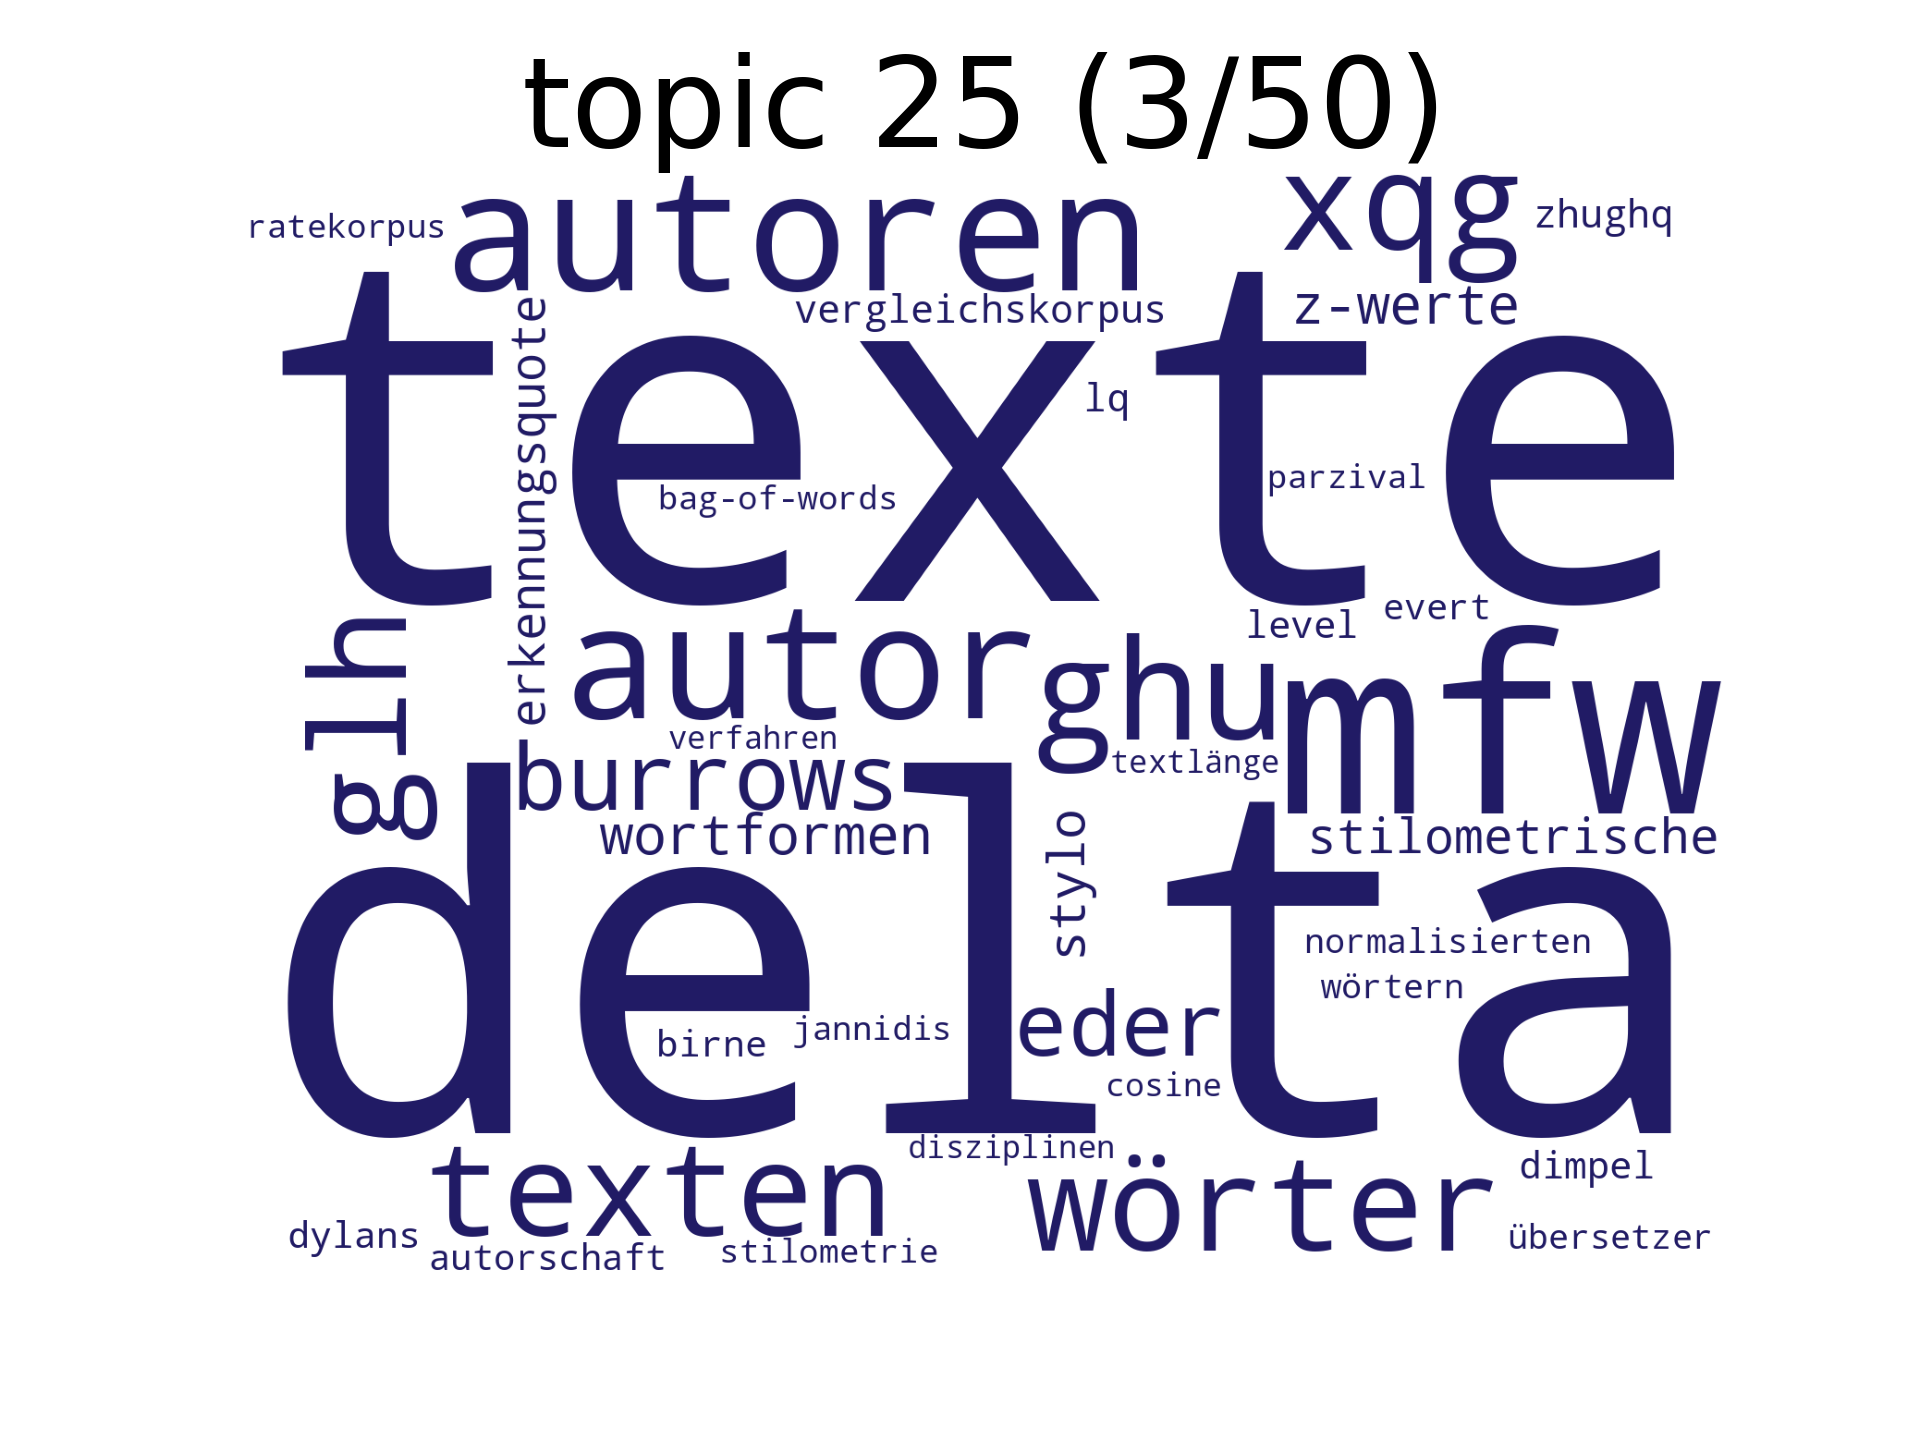 topic 25 (3/50)
ratekorpus
autoren
xqg
zhughq
vergleichskorpus
z-werte
texte
erkennungsquote
lq
bag-of-words
parzival
level
evert
glh
autor
ghu
mfw
verfahren
textlänge
burrows
wortformen
stylo
stilometrische
delta
normalisierten
wörtern
birne
jannidis
eder
cosine
disziplinen
texten
wörter
dimpel
dylans
autorschaft
stilometrie
übersetzer